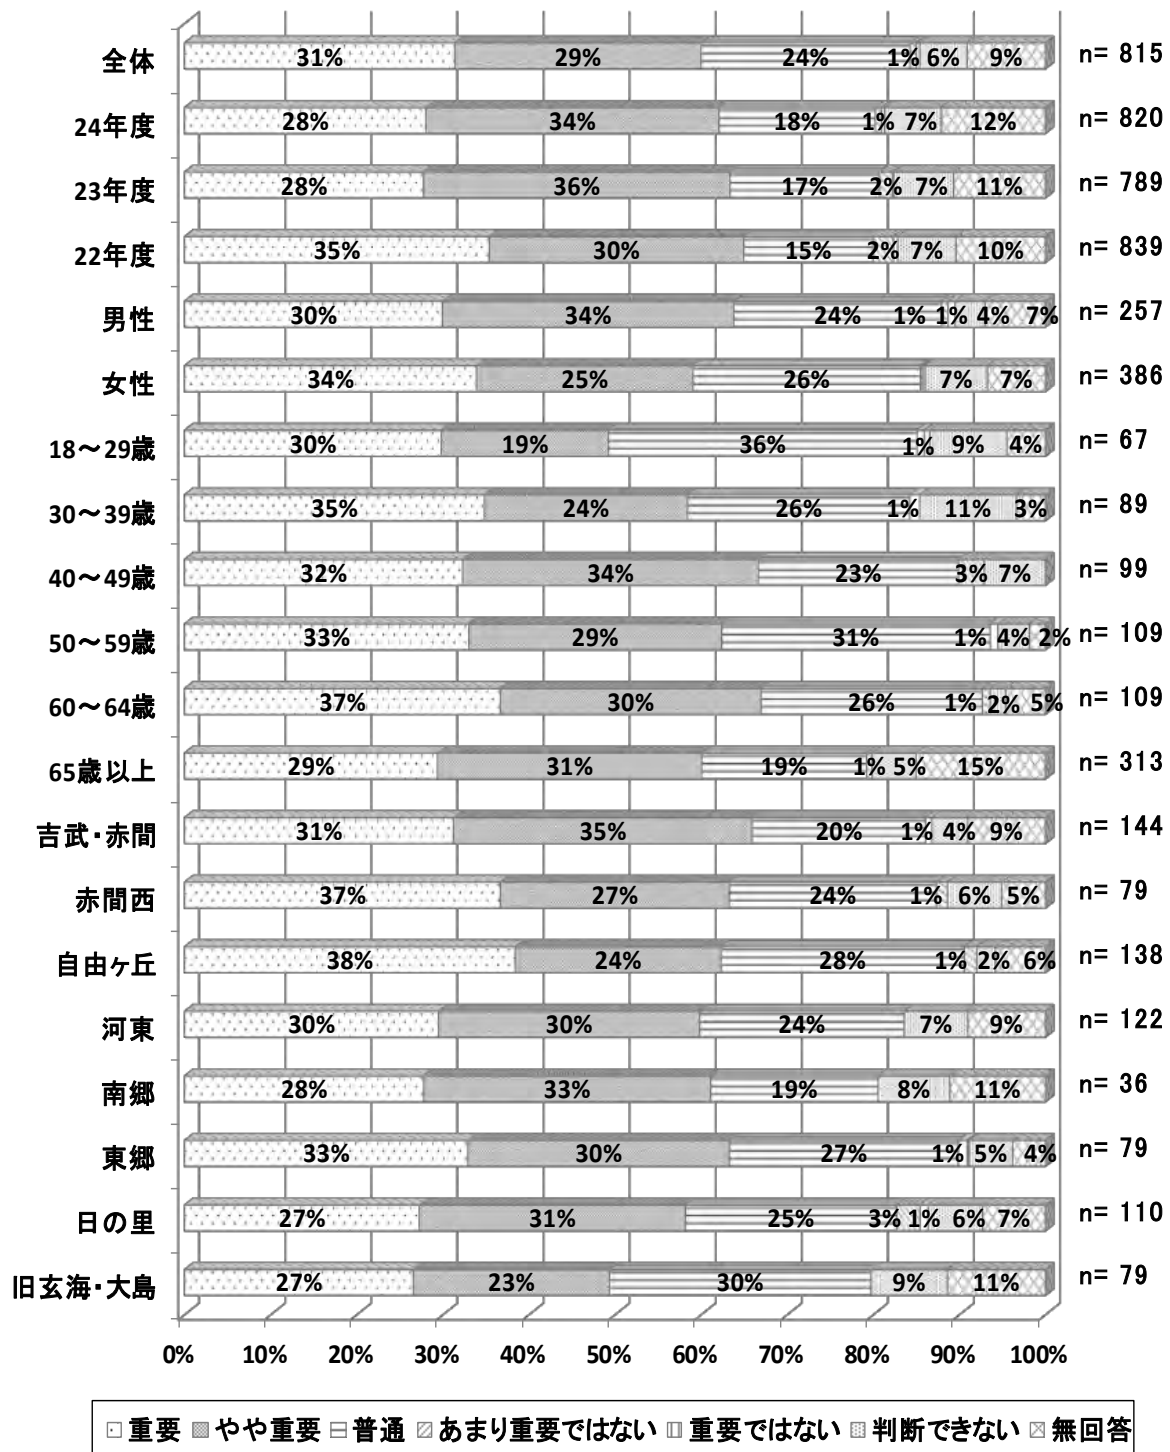 全体 31% 29% 24% 1% 6% 9% n= 815
24年度 28% 34% 18% 1% 7% 12% n= 820
23年度 28% 36% 17% 2% 7% 11% n= 789
22年度 35% 30% 15% 2% 7% 10% n= 839
男性 30% 34% 24% 1% 1% 4% 7% n= 257
女性 34% 25% 26% 7% 7% n= 386
18～29歳 30% 19% 36% 1% 9% 4% n= 67
30～39歳 35% 24% 26% 1% 11% 3% n= 89
40～49歳 32% 34% 23% 3% 7% n= 99
50～59歳 33% 29% 31% 1% 4% 2% n= 109
60～64歳 37% 30% 26% 1% 2% 5% n= 109
65歳以上 29% 31% 19% 1% 5% 15% n= 313
吉武・赤間 31% 35% 20% 1% 4% 9% n= 144
赤間西 37% 27% 24% 1% 6% 5% n= 79
自由ヶ丘 38% 24% 28% 1% 2% 6% n= 138
河東 30% 30% 24% 7% 9% n= 122
南郷 28% 33% 19% 8% 11% n= 36
東郷 33% 30% 27% 1% 5% 4% n= 79
日の里 27% 31% 25% 3% 1% 6% 7% n= 110
旧玄海・大島 27% 23% 30% 9% 11% n= 79
0% 10% 20% 30% 40% 50% 60% 70% 80% 90% 100%
重要 やや重要 普通 あまり重要ではない 重要ではない 判断できない 無回答